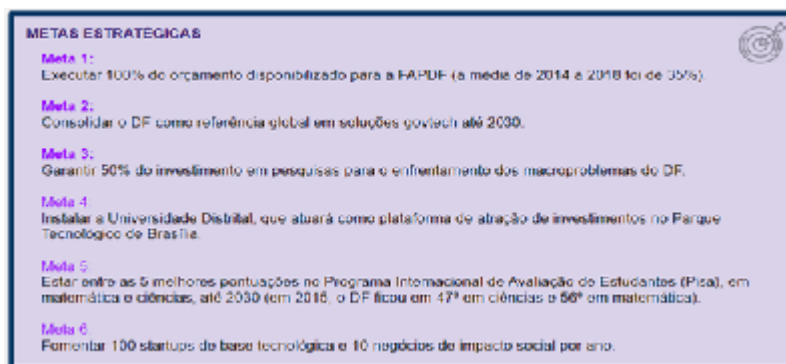 METAS ESTRATÉGICAS
Meta 1:
Executar 100% do orçamento disponibilizado para a FAPDF (a média de 2014 a 2018 foi de 35%).
Meta 2:
Consolidar o DF como referência global em soluções govtech até 2030.
Meta 3:
Garantir 50% do investimento em pesquisas para o enfrentamento dos macroproblemas do DF.
Meta 4:
Instalar a Universidade Distrital, que atuará como plataforma de atração de investimentos no Parque
Tecnológico de Brasília.
Meta 5:
Estar entre as 5 melhores pontuações no Programa Internacional de Avaliação de Estudantes (Pisa), em
matemática e ciências, até 2030 (em 2015, o DF ficou em 47º em ciências e 56º em matemática).
Meta 6:
Fomentar 100 startups de base tecnológica e 10 negócios de impacto social por ano.